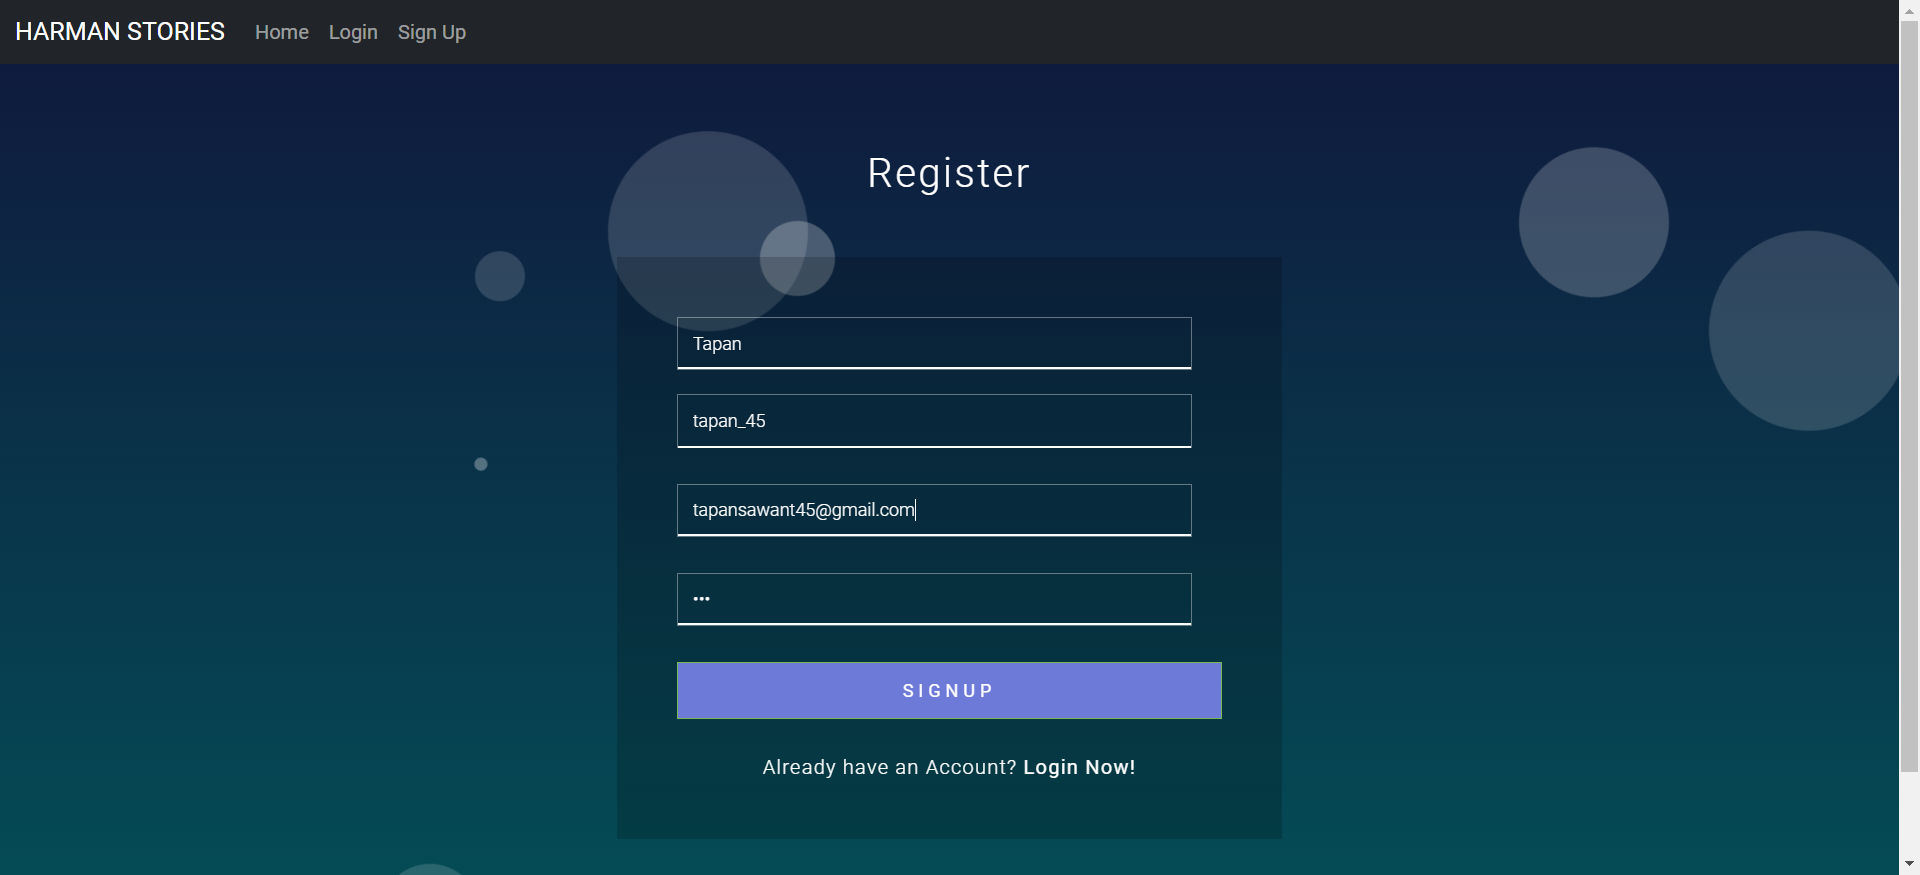 HARMAN STORIES Home Login Sign Up
Register
Tapan
tapan_45
tapansawant45@gmail.com
•••
SIGNUP
Already have an Account? Login Now!